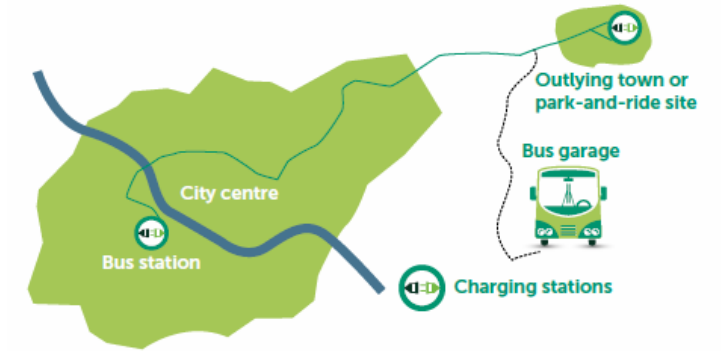 Outlying town or
park-and-ride site
Bus garage
City centre
Bus station
Charging stations